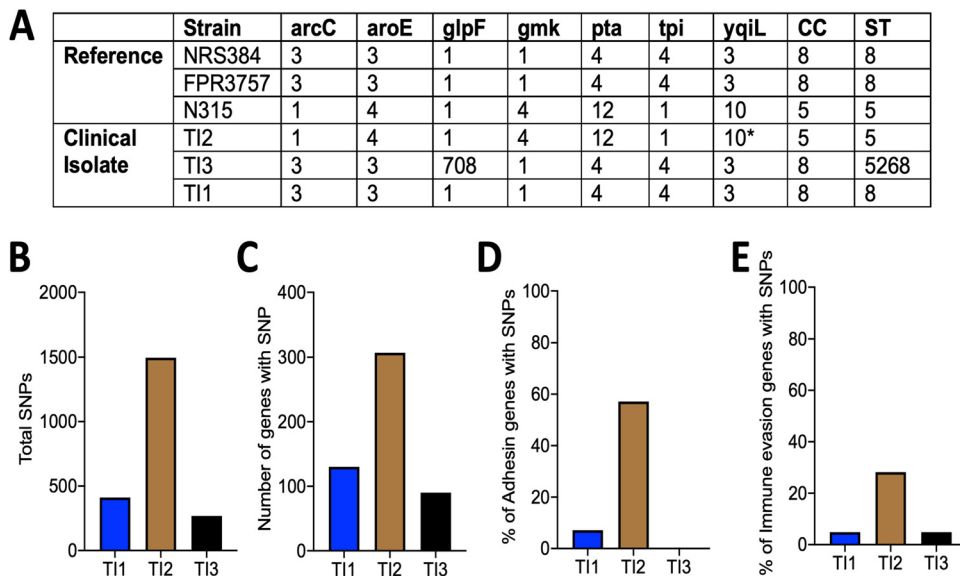 A
Strain arcC aroE glpF gmk pta tpi yqiL CC ST
Reference NRS384 3 3 1 1 4 4 3 8 8
FPR3757 3 3 1 1 4 4 3 8 8
N315 1 4 1 4 12 1 10 5 5
Clinical TI2 1 4 1 4 12 1 10* 5 5
Isolate TI3 3 3 708 1 4 4 3 8 5268
TI1 3 3 1 1 4 4 3 8 8
B
Total SNPs
2000
1500
1000
500
0
TI1 TI2 TI3
C
Number of genes with SNP
400
300
200
100
0
TI1 TI2 TI3
D
% of Adhesin genes with SNPs
100
80
60
40
20
0
TI1 TI2 TI3
E
% of Immune evasion genes with SNPs
100
80
60
40
20
0
TI1 TI2 TI3